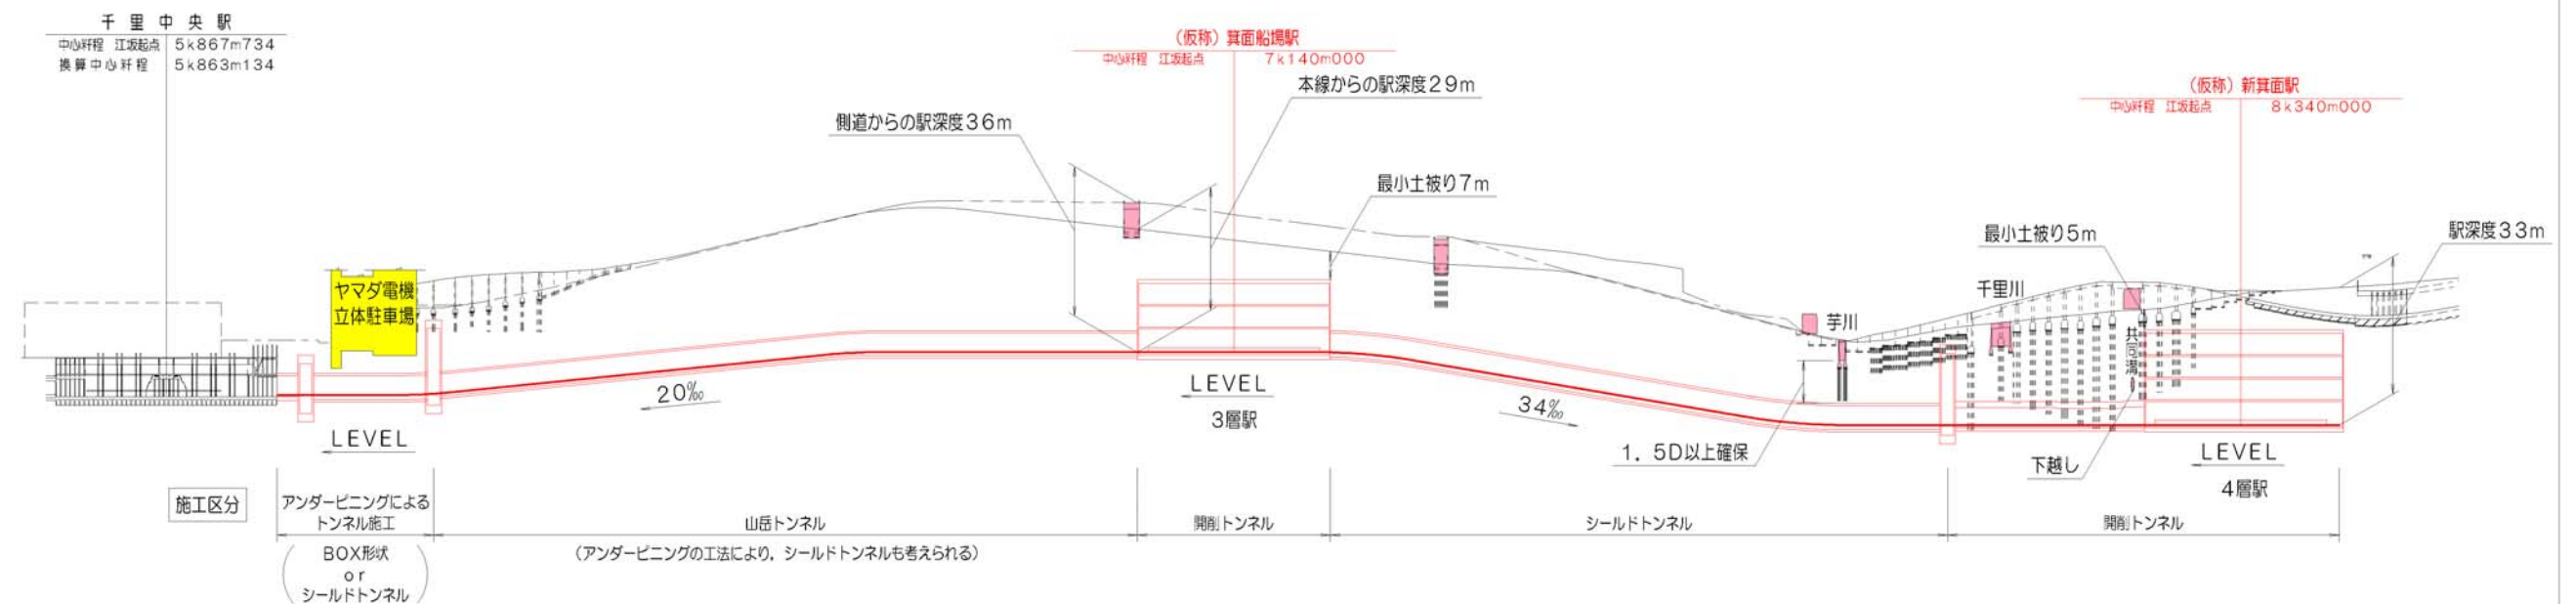 千里中央駅
中心粁程 江坂起点 5k867m734
換算中心粁程 5k863m134
(仮称) 箕面船場駅
中心粁程 江坂起点 7k140m000
本線からの駅深度29m
側道からの駅深度36m
最小土被り7m
(仮称) 新箕面駅
中心粁程 江坂起点 8k340m000
最小土被り5m
駅深度33m
千里川
芋川
共同溝
ヤマダ電機
立体駐車場
20‰
34‰
LEVEL
LEVEL
3層駅
1.5D以上確保
下越し
LEVEL
4層駅
施工区分
アンダーピニングによる
トンネル施工
BOX形状
or
シールドトンネル
山岳トンネル
(アンダーピニングの工法により,シールドトンネルも考えられる)
開削トンネル
シールドトンネル
開削トンネル